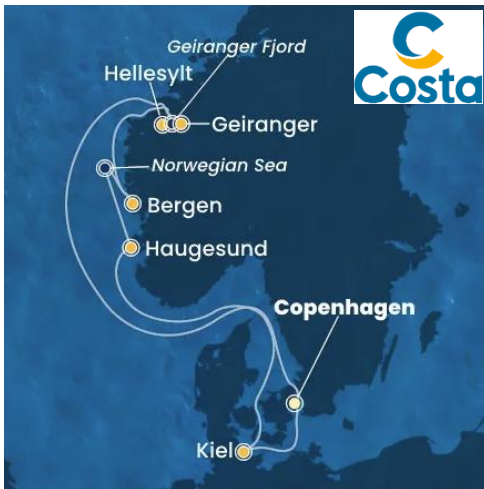 Geiranger Fjord
Costa
Hellesylt
Geiranger
Norwegian Sea
Bergen
Haugesund
Copenhagen
Kiel